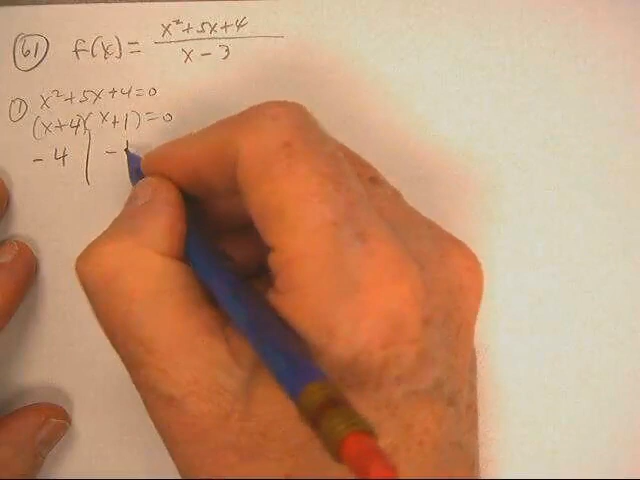 61 f(x) = x²+5x+4 / x-3
1 x²+5x+4=0
(x+4)(x+1)=0
-4 | -1